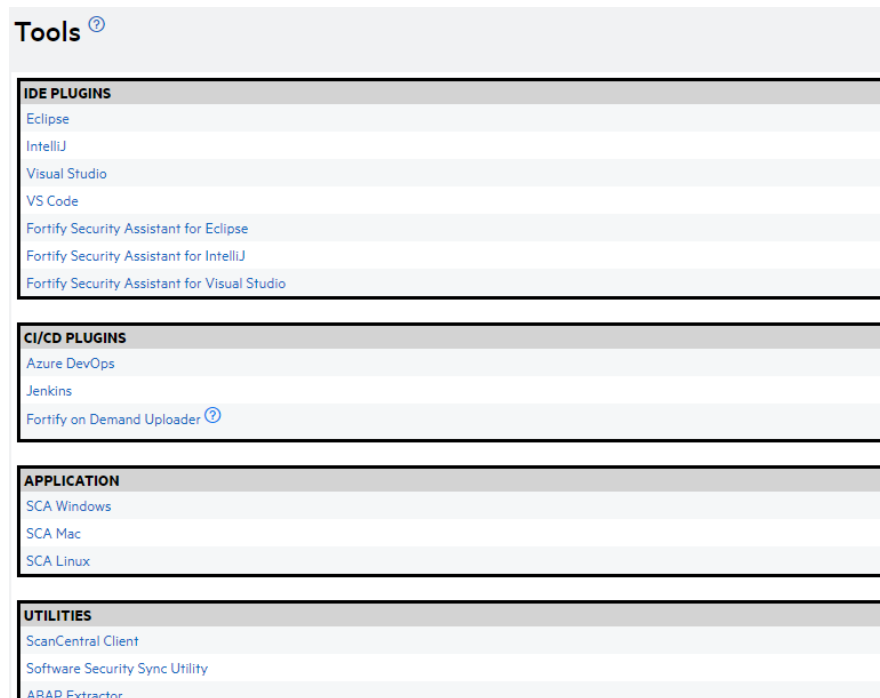 Tools
IDE PLUGINS
Eclipse
IntelliJ
Visual Studio
VS Code
Fortify Security Assistant for Eclipse
Fortify Security Assistant for IntelliJ
Fortify Security Assistant for Visual Studio
CI/CD PLUGINS
Azure DevOps
Jenkins
Fortify on Demand Uploader
APPLICATION
SCA Windows
SCA Mac
SCA Linux
UTILITIES
ScanCentral Client
Software Security Sync Utility
ABAP Extractor